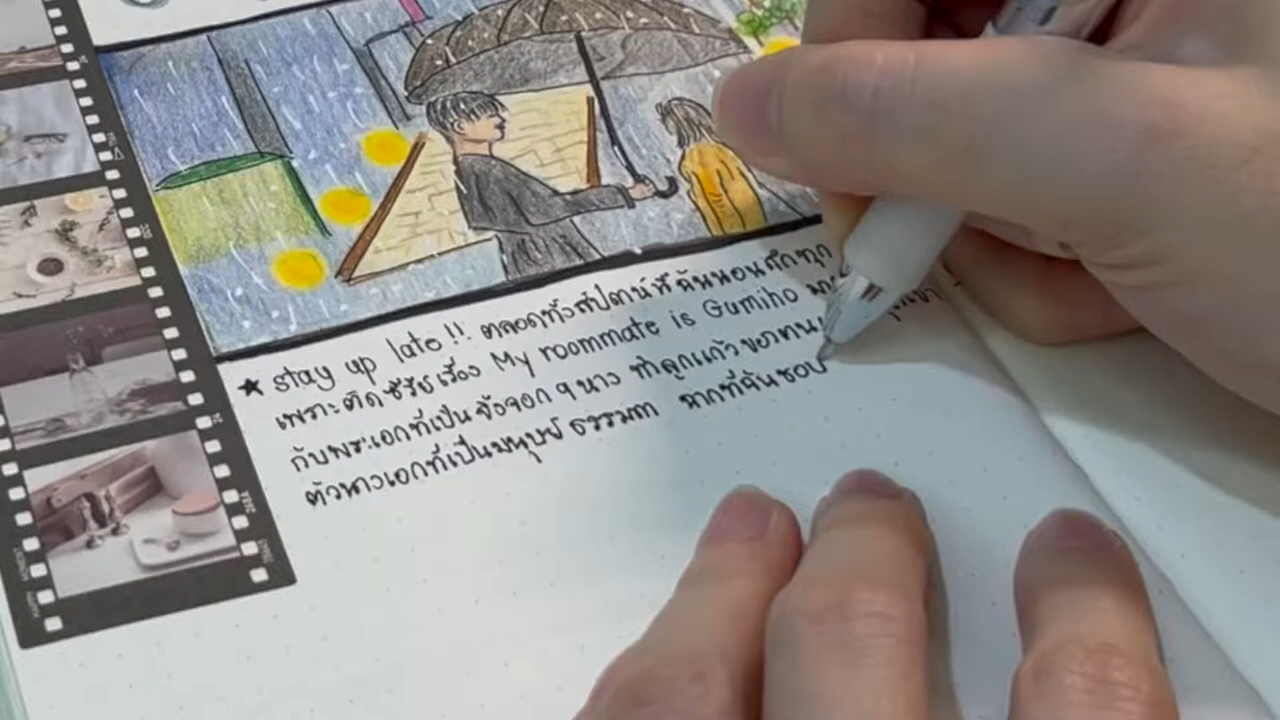 ★ stay up late!! ตลอดทั้งสัปดาห์ที่ฉันนอนดึกทุก
เพราะติดซีรีย์เรื่อง My roommate is Gumiho
กับพระเอกที่เป็นจิ้งจอก 9 หาง ทำลูกแก้ว ของ
ตัวนางเอกที่เป็นมนุษย์ ธรรมดา ฉากที่ฉันชอบ